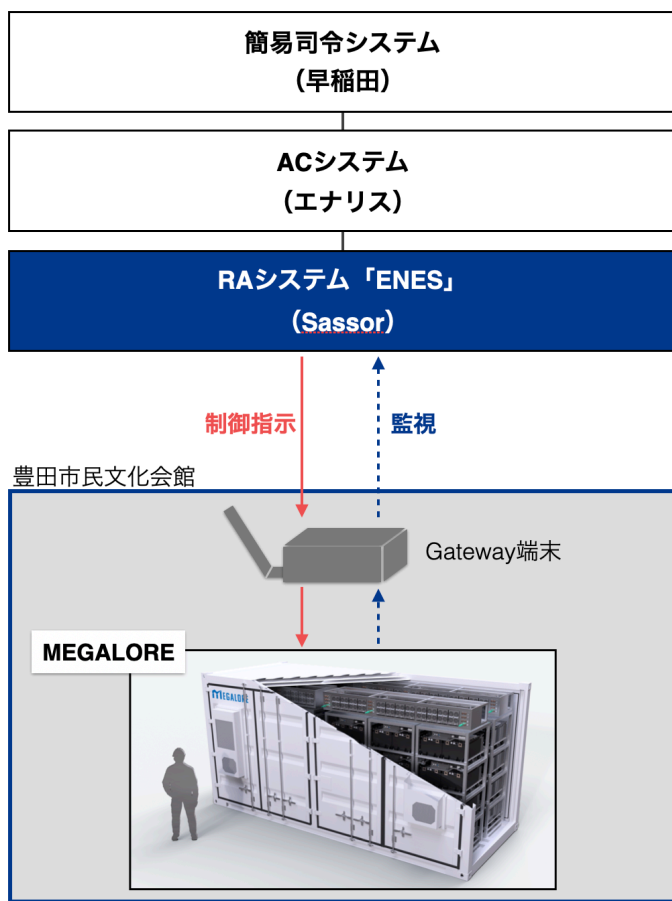 簡易司令システム
（早稲田）
ACシステム
（エナリス）
RAシステム「ENES」
（Sassor）
制御指示
監視
豊田市民文化会館
Gateway端末
MEGALORE
MEGALORE